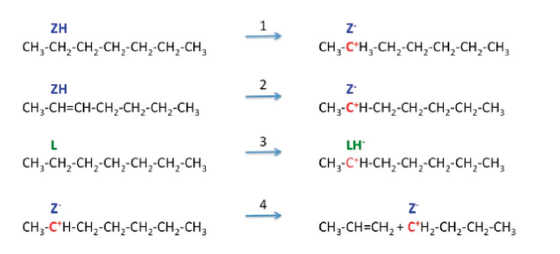 ZH 1 Z⁻
CH₃-CH₂-CH₂-CH₂-CH₂-CH₂-CH₃ CH₃-C⁺H₃-CH₂-CH₂-CH₂-CH₂-CH₃
ZH 2 Z⁻
CH₃-CH=CH-CH₂-CH₂-CH₂-CH₃ CH₃-C⁺H-CH₂-CH₂-CH₂-CH₂-CH₃
L 3 LH⁻
CH₃-CH₂-CH₂-CH₂-CH₂-CH₂-CH₃ CH₃-C⁺H-CH₂-CH₂-CH₂-CH₂-CH₃
Z⁻ 4 Z⁻
CH₃-C⁺H-CH₂-CH₂-CH₂-CH₂-CH₃ CH₃-CH=CH₂ + C⁺H₂-CH₂-CH₂-CH₃